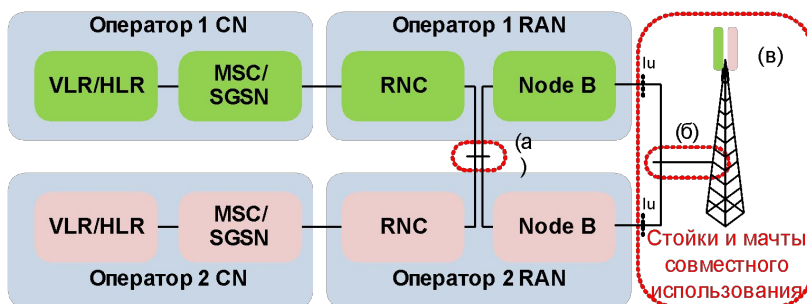 Оператор 1 CN
Оператор 1 RAN
VLR/HLR
MSC/
SGSN
RNC
Node B
Iu
(в)
(б)
(а
)
VLR/HLR
MSC/
SGSN
RNC
Node B
Iu
Оператор 2 CN
Оператор 2 RAN
Стойки и мачты
совместного
использования